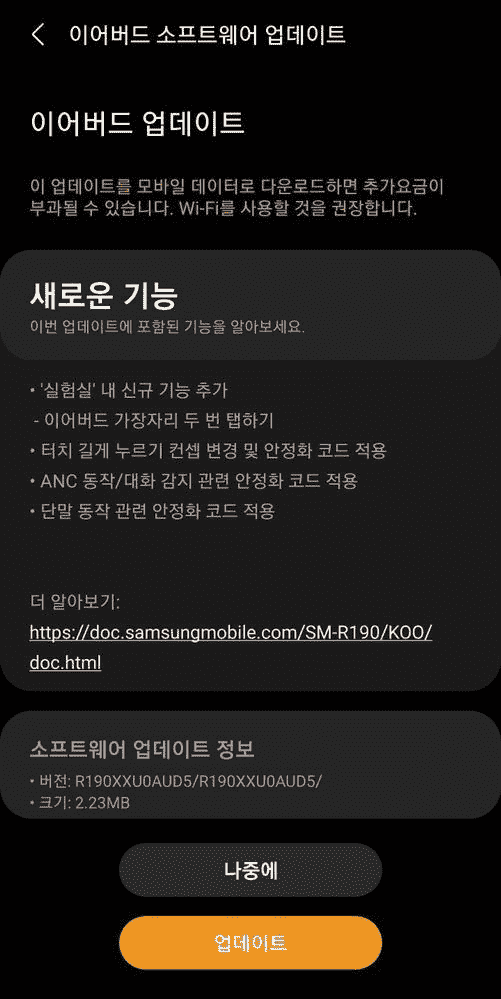 이어버드 소프트웨어 업데이트
이어버드 업데이트
이 업데이트를 모바일 데이터로 다운로드하면 추가요금이
부과될 수 있습니다. Wi-Fi를 사용할 것을 권장합니다.
새로운 기능
이번 업데이트에 포함된 기능을 알아보세요.
• '실험실' 내 신규 기능 추가
- 이어버드 가장자리 두 번 탭하기
• 터치 길게 누르기 컨셉 변경 및 안정화 코드 적용
• ANC 동작/대화 감지 관련 안정화 코드 적용
• 단말 동작 관련 안정화 코드 적용
더 알아보기:
https://doc.samsungmobile.com/SM-R190/KOO/
doc.html
소프트웨어 업데이트 정보
• 버전: R190XXU0AUD5/R190XXU0AUD5/
• 크기: 2.23MB
나중에
업데이트